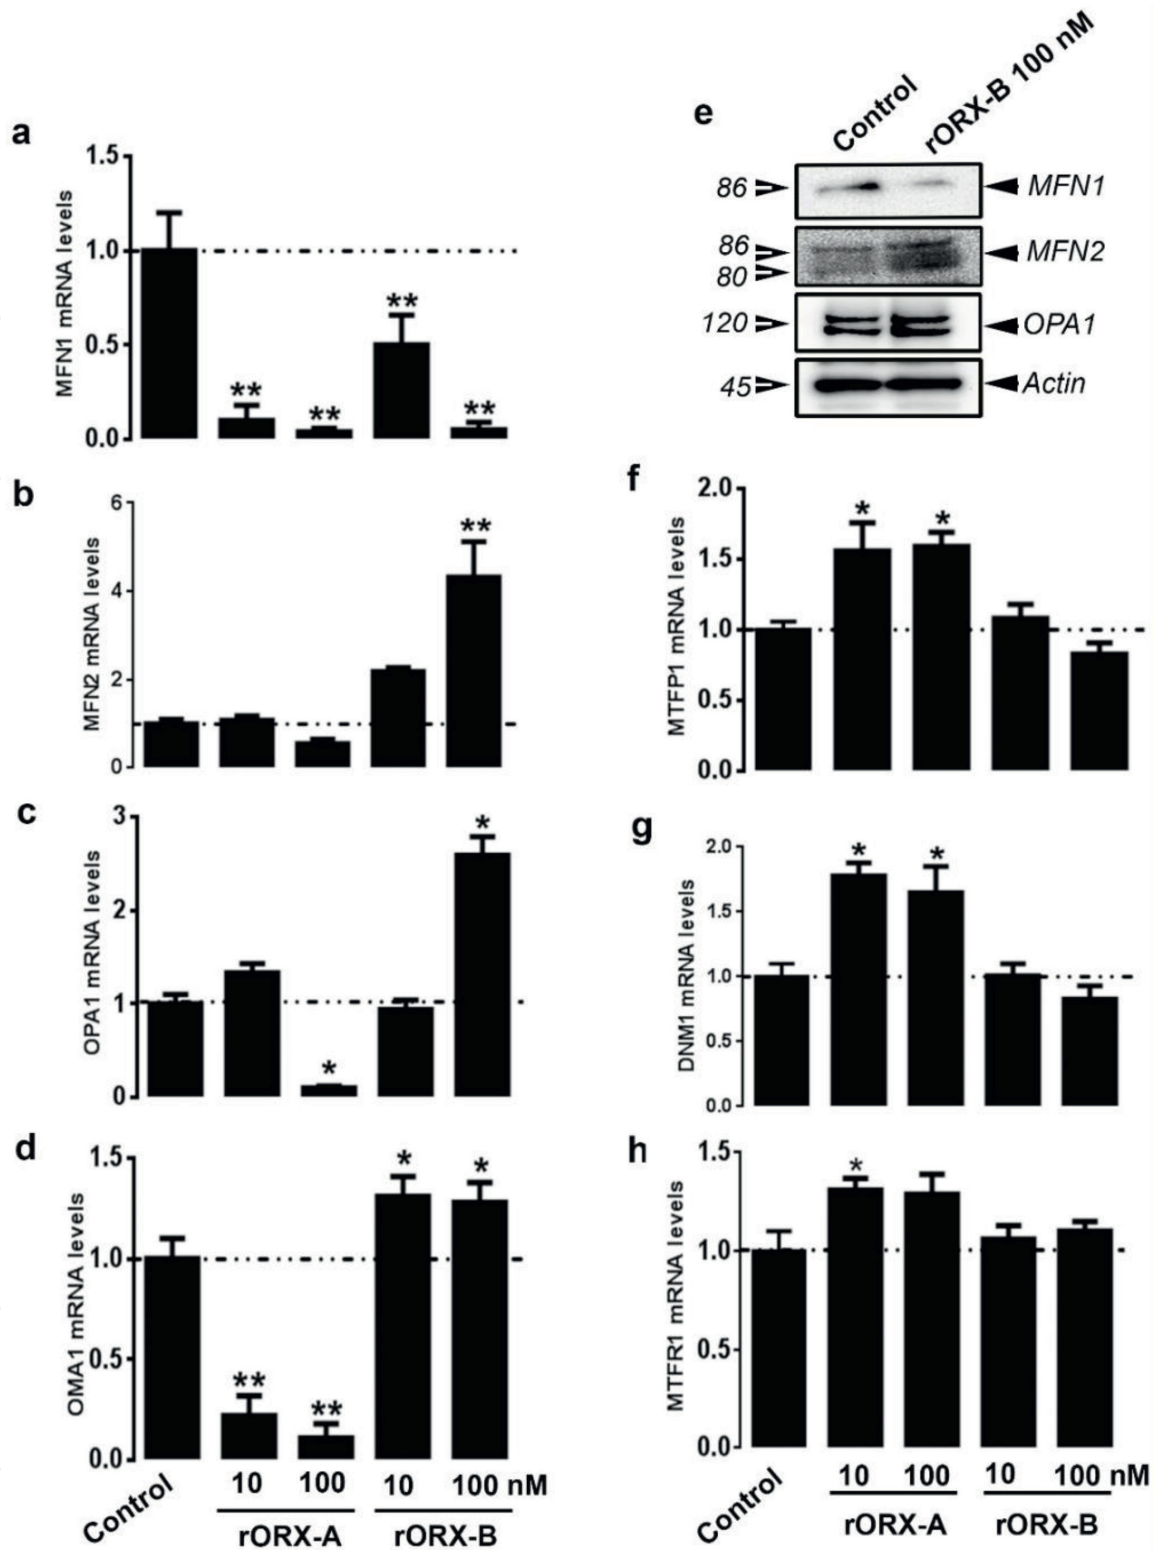 a
MFN1 mRNA levels
1.5
1.0
0.5
0.0
**
**
**
**
b
MFN2 mRNA levels
6
4
2
0
**
c
OPA1 mRNA levels
3
2
1
0
*
*
d
OMA1 mRNA levels
1.5
1.0
0.5
0.0
**
**
*
*
Control
10 100 10 100 nM
rORX-A rORX-B
e
Control rORX-B 100 nM
86 MFN1
86 MFN2
80
120 OPA1
45 Actin
f
MTFP1 mRNA levels
2.0
1.5
1.0
0.5
0.0
*
*
g
DNM1 mRNA levels
2.0
1.5
1.0
0.5
0.0
*
*
h
MTFR1 mRNA levels
1.5
1.0
0.5
0.0
*
Control
10 100 10 100 nM
rORX-A rORX-B